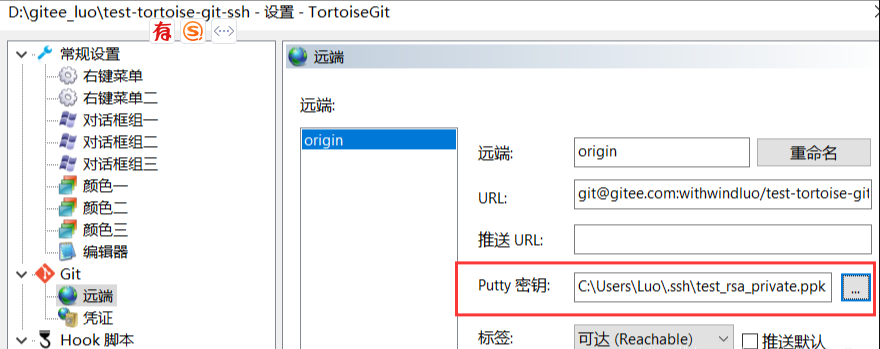 D:\gitee_luo\test-tortoise-git-ssh - 设置 - TortoiseGit
有 S
常规设置
右键菜单
右键菜单二
对话框组一
对话框组二
对话框组三
颜色一
颜色二
颜色三
编辑器
Git
远端
凭证
Hook 脚本
远端
远端:
origin
远端: origin 重命名
URL: git@gitee.com:withwindluo/test-tortoise-git
推送 URL:
Putty 密钥: C:\Users\Luo\.ssh\test_rsa_private.ppk ...
标签: 可达 (Reachable) 推送默认